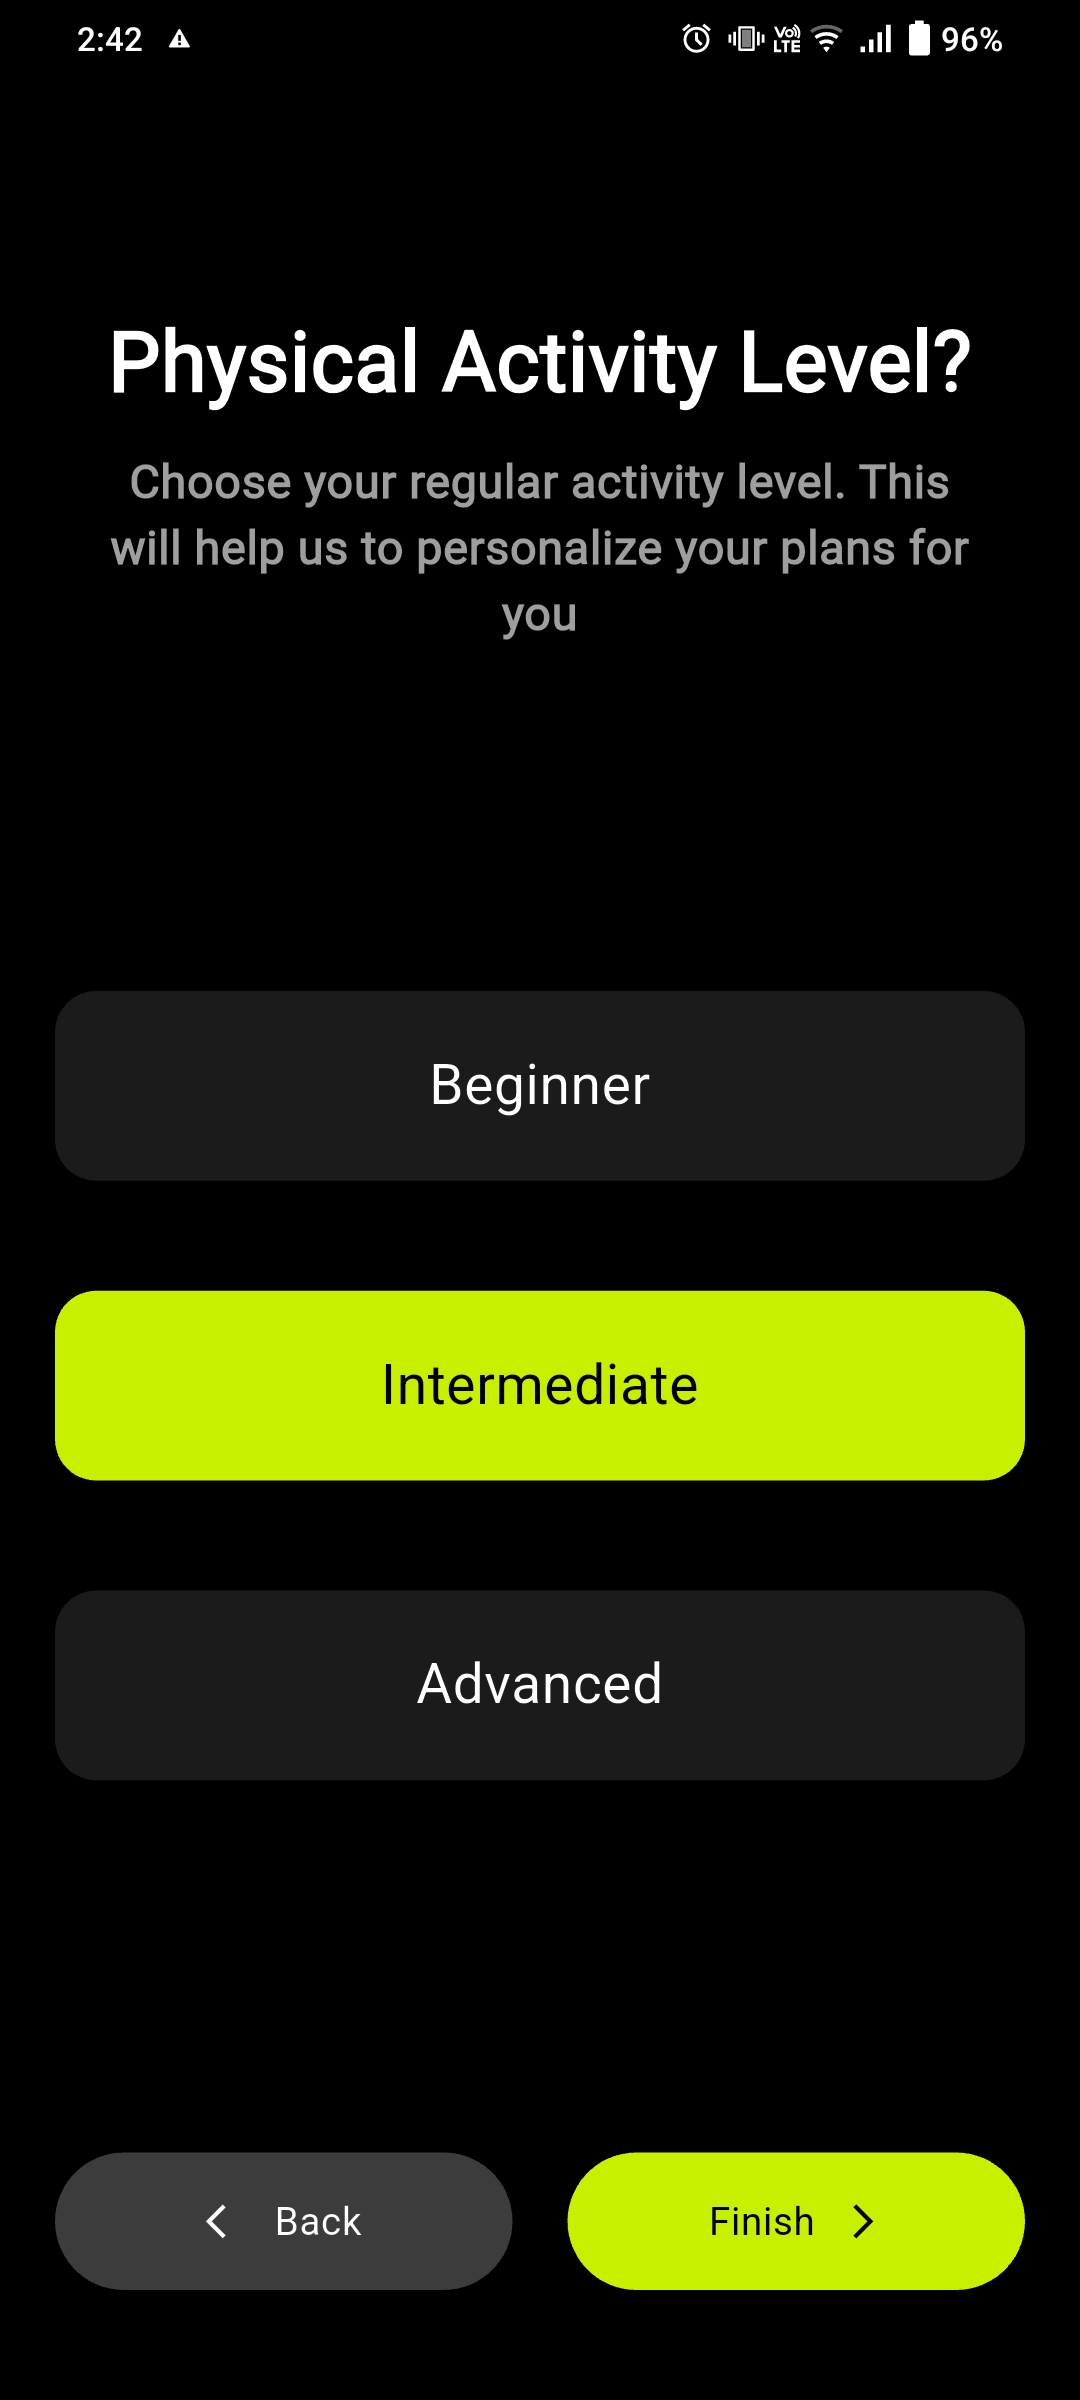 2:42
Vo)) LTE
96%
Physical Activity Level?
Choose your regular activity level. This
will help us to personalize your plans for
you
Beginner
Intermediate
Advanced
Back
Finish